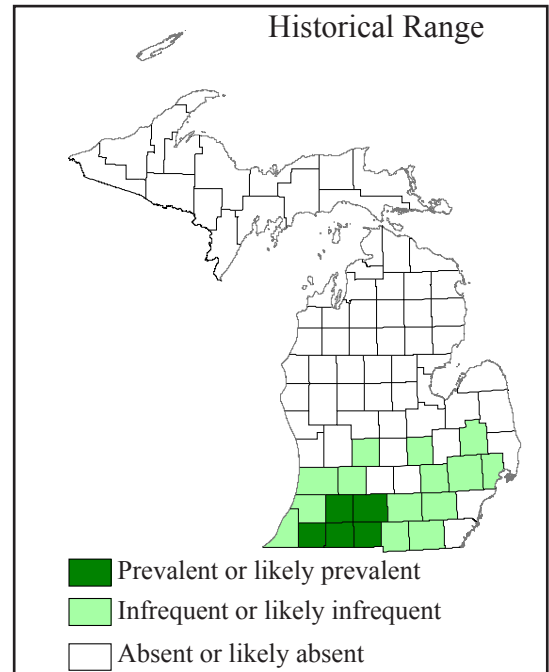 Historical Range
Prevalent or likely prevalent
Infrequent or likely infrequent
Absent or likely absent